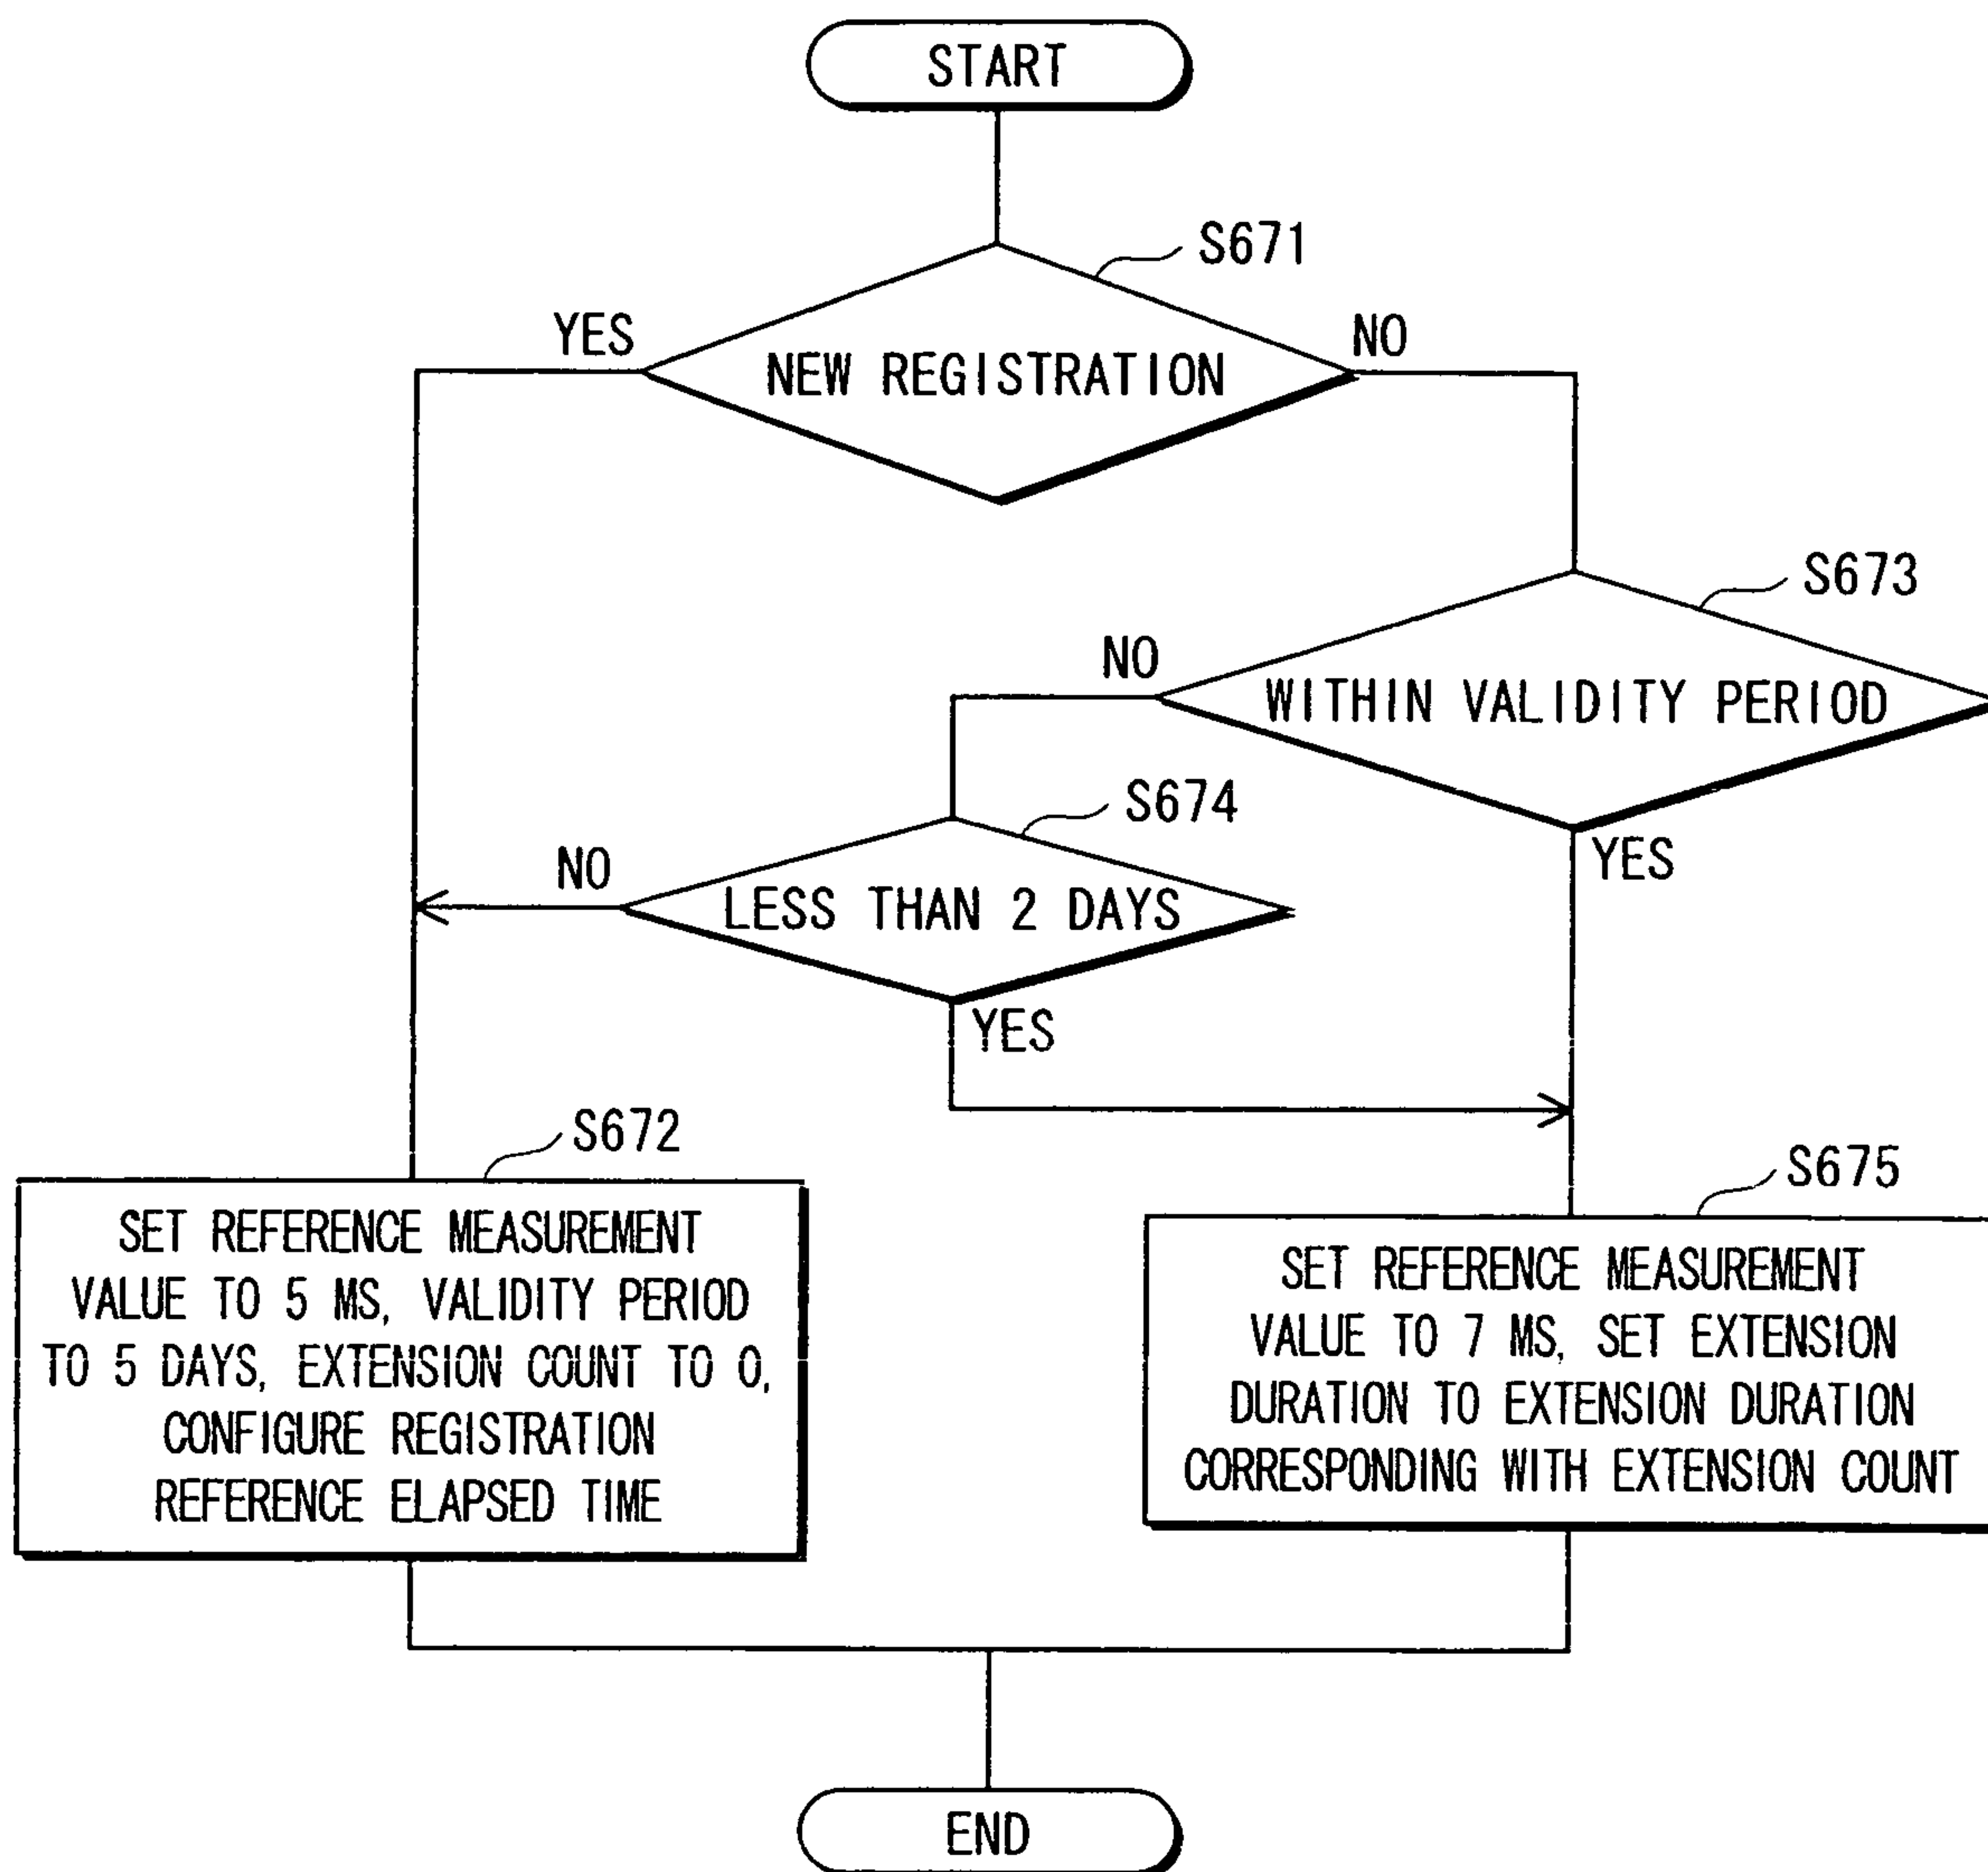 START
S671
YES
NO
NEW REGISTRATION
S673
NO
WITHIN VALIDITY PERIOD
S674
YES
NO
LESS THAN 2 DAYS
YES
S672
S675
SET REFERENCE MEASUREMENT
VALUE TO 5 MS, VALIDITY PERIOD
TO 5 DAYS, EXTENSION COUNT TO 0,
CONFIGURE REGISTRATION
REFERENCE ELAPSED TIME
SET REFERENCE MEASUREMENT
VALUE TO 7 MS, SET EXTENSION
DURATION TO EXTENSION DURATION
CORRESPONDING WITH EXTENSION COUNT
END